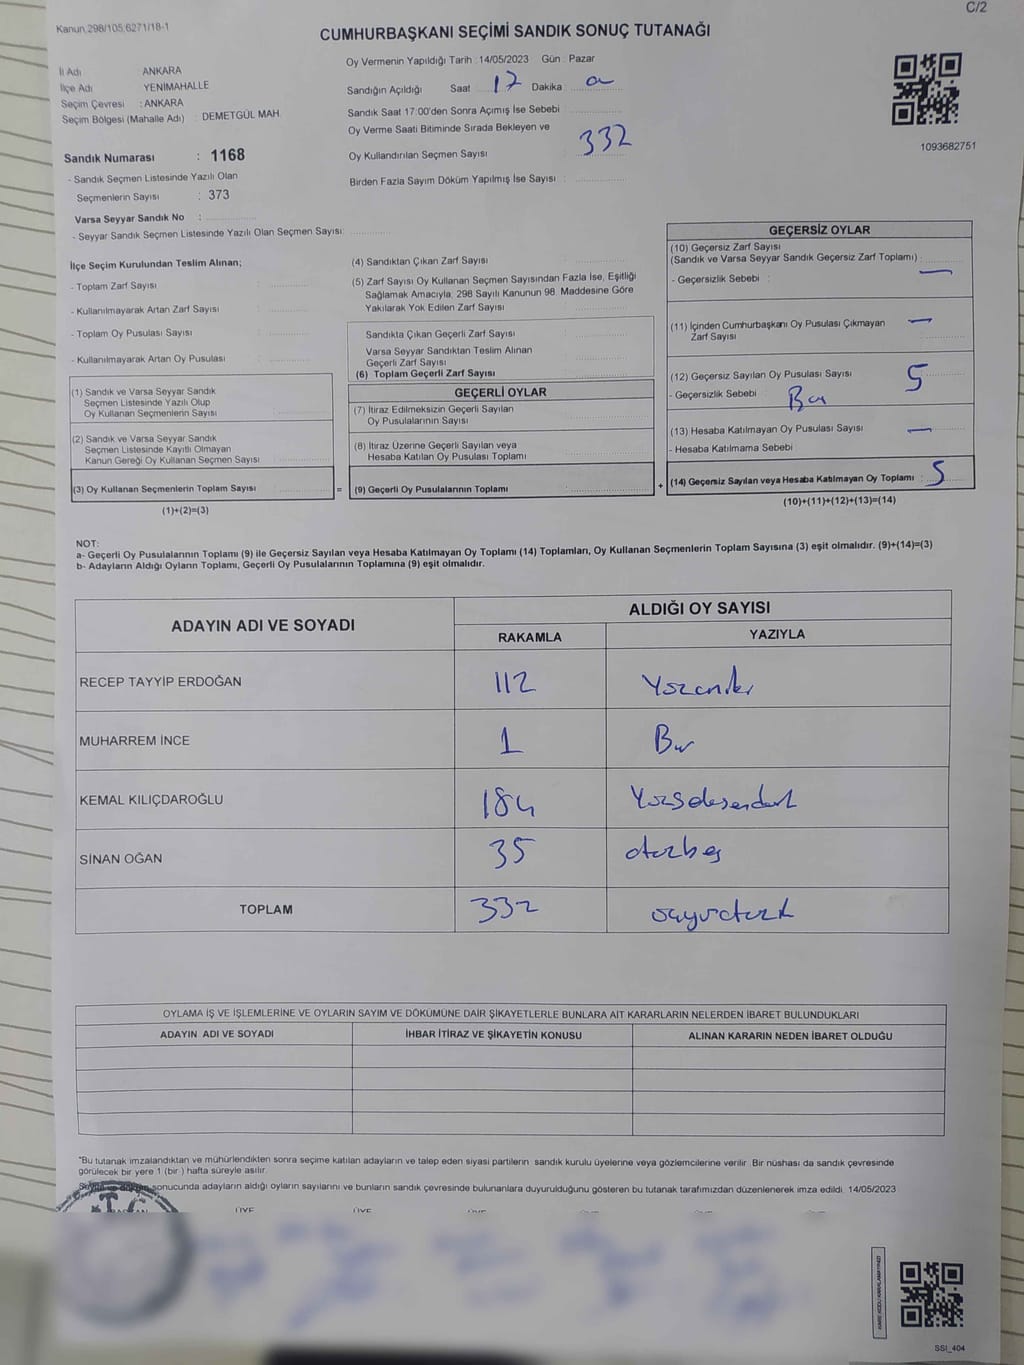 C/2
Kanun,298/105,6271/18-1
CUMHURBAŞKANI SEÇİMİ SANDIK SONUÇ TUTANAĞI
İl Adı ANKARA
İlçe Adı YENİMAHALLE
Seçim Çevresi : ANKARA
Seçim Bölgesi (Mahalle Adı) : DEMETGÜL MAH.
Sandık Numarası : 1168
- Sandık Seçmen Listesinde Yazılı Olan
Seçmenlerin Sayısı : 373
Varsa Seyyar Sandık No :
- Seyyar Sandık Seçmen Listesinde Yazılı Olan Seçmen Sayısı:
Oy Vermenin Yapıldığı Tarih : 14/05/2023 Gün : Pazar
Sandığın Açıldığı Saat 17 Dakika
Sandık Saat 17:00'den Sonra Açımış İse Sebebi
Oy Verme Saati Bitiminde Sırada Bekleyen ve
Oy Kullandırılan Seçmen Sayısı 332
Birden Fazla Sayım Döküm Yapılmış İse Sayısı :
1093682751
İlçe Seçim Kurulundan Teslim Alınan;
- Toplam Zarf Sayısı :
- Kullanılmayarak Artan Zarf Sayısı :
- Toplam Oy Pusulası Sayısı :
- Kullanılmayarak Artan Oy Pusulası :
(1) Sandık ve Varsa Seyyar Sandık
Seçmen Listesinde Yazılı Olup
Oy Kullanan Seçmenlerin Sayısı :
(2) Sandık ve Varsa Seyyar Sandık
Seçmen Listesinde Kayıtlı Olmayan
Kanun Gereği Oy Kullanan Seçmen Sayısı :
(3) Oy Kullanan Seçmenlerin Toplam Sayısı :
(1)+(2)=(3)
=
(4) Sandıktan Çıkan Zarf Sayısı
(5) Zarf Sayısı Oy Kullanan Seçmen Sayısından Fazla İse, Eşitliği
Sağlamak Amacıyla, 298 Sayılı Kanunun 98. Maddesine Göre
Yakılarak Yok Edilen Zarf Sayısı
Sandıkta Çıkan Geçerli Zarf Sayısı
Varsa Seyyar Sandıktan Teslim Alınan
Geçerli Zarf Sayısı
(6) Toplam Geçerli Zarf Sayısı
GEÇERLİ OYLAR
(7) İtiraz Edilmeksizin Geçerli Sayılan
Oy Pusulalarının Sayısı
(8) İtiraz Üzerine Geçerli Sayılan veya
Hesaba Katılan Oy Pusulası Toplamı
(9) Geçerli Oy Pusulalarının Toplamı :
+
GEÇERSİZ OYLAR
(10) Geçersiz Zarf Sayısı
(Sandık ve Varsa Seyyar Sandık Geçersiz Zarf Toplamı) : —
- Geçersizlik Sebebi :
(11) İçinden Cumhurbaşkanı Oy Pusulası Çıkmayan —
Zarf Sayısı
(12) Geçersiz Sayılan Oy Pusulası Sayısı 5
- Geçersizlik Sebebi
(13) Hesaba Katılmayan Oy Pusulası Sayısı —
- Hesaba Katılmama Sebebi
(14) Geçersiz Sayılan veya Hesaba Katılmayan Oy Toplamı : 5
(10)+(11)+(12)+(13)=(14)
NOT:
a- Geçerli Oy Pusulalarının Toplamı (9) ile Geçersiz Sayılan veya Hesaba Katılmayan Oy Toplamı (14) Toplamları, Oy Kullanan Seçmenlerin Toplam Sayısına (3) eşit olmalıdır. (9)+(14)=(3)
b- Adayların Aldığı Oyların Toplamı, Geçerli Oy Pusulalarının Toplamına (9) eşit olmalıdır.
ADAYIN ADI VE SOYADI ALDIĞI OY SAYISI
RAKAMLA YAZIYLA
RECEP TAYYİP ERDOĞAN 112
MUHARREM İNCE 1 Bir
KEMAL KILIÇDAROĞLU 184
SİNAN OĞAN 35 otuzbeş
TOPLAM 332
OYLAMA İŞ VE İŞLEMLERİNE VE OYLARIN SAYIM VE DÖKÜMÜNE DAİR ŞİKAYETLERLE BUNLARA AİT KARARLARIN NELERDEN İBARET BULUNDUKLARI
ADAYIN ADI VE SOYADI İHBAR İTİRAZ VE ŞİKAYETİN KONUSU ALINAN KARARIN NEDEN İBARET OLDUĞU
*Bu tutanak imzalandıktan ve mühürlendikten sonra seçime katılan adayların ve talep eden siyasi partilerin sandık kurulu üyelerine veya gözlemcilerine verilir. Bir nüshası da sandık çevresinde
görülecek bir yere 1 (bir ) hafta süreyle asılır.
Sayım ve döküm sonucunda adayların aldığı oyların sayılarını ve bunların sandık çevresinde bulunanlara duyurulduğunu gösteren bu tutanak tarafımızdan düzenlenerek imza edildi. 14/05/2023
T.C.
ÜYE ÜYE
SSI_404